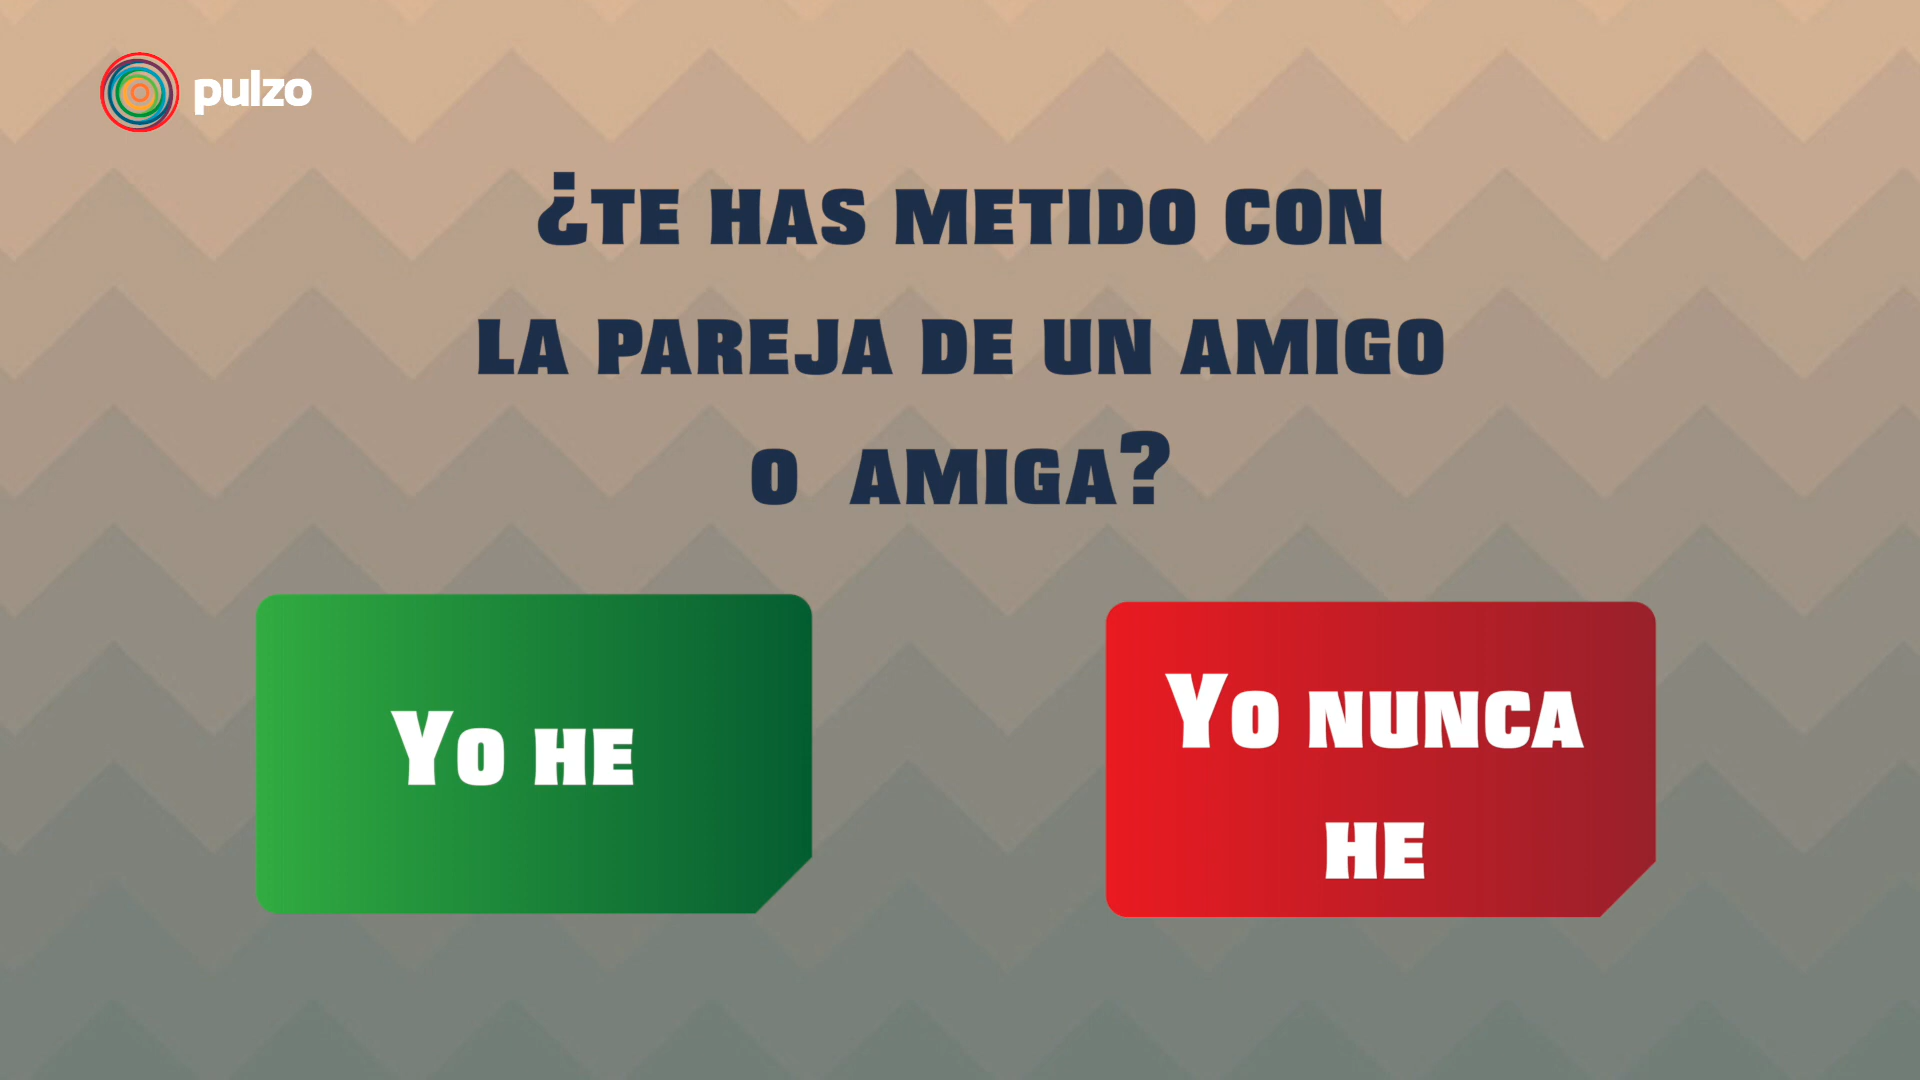 pulzo
¿TE HAS METIDO CON
LA PAREJA DE UN AMIGO
O AMIGA?
YO HE
YO NUNCA
HE